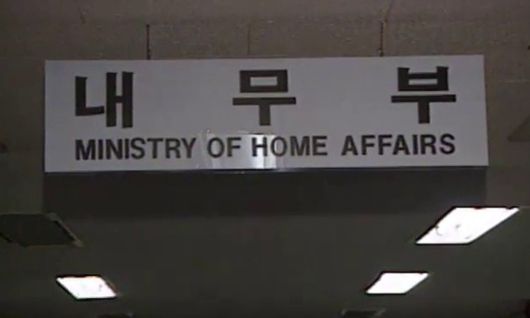 내무부
MINISTRY OF HOME AFFAIRS